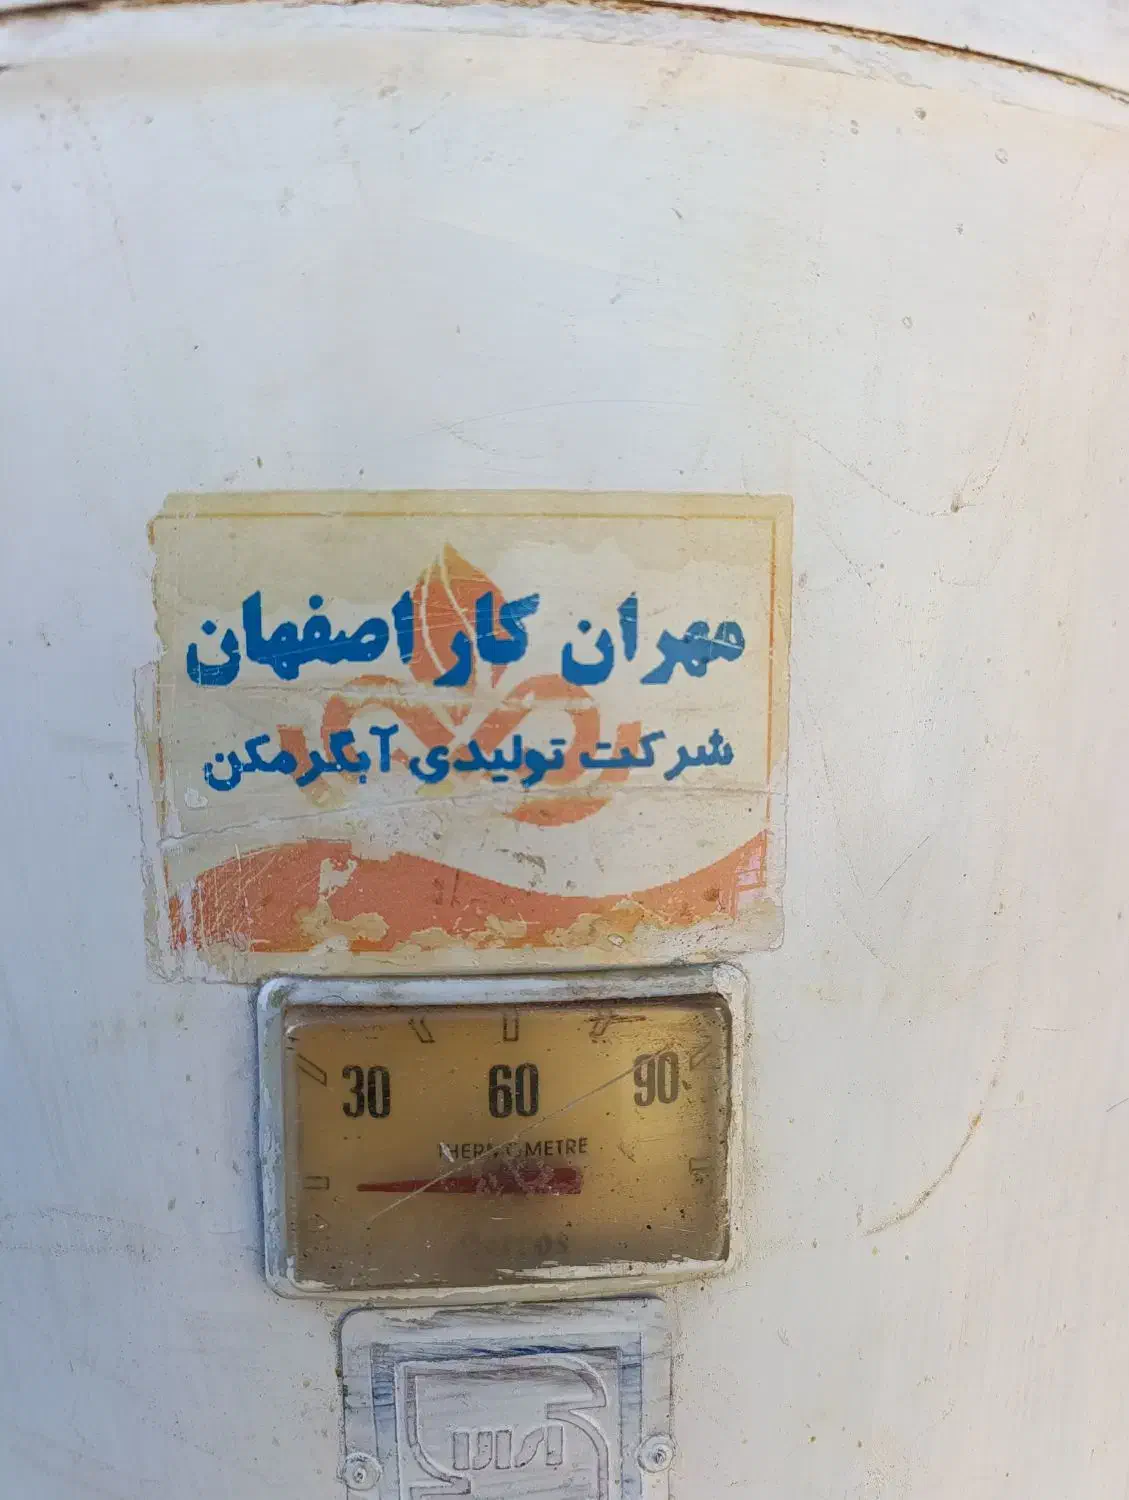 مهران کار اصفهان
شرکت تولیدی آبگرمکن
30 60 90
THERMOMETRE